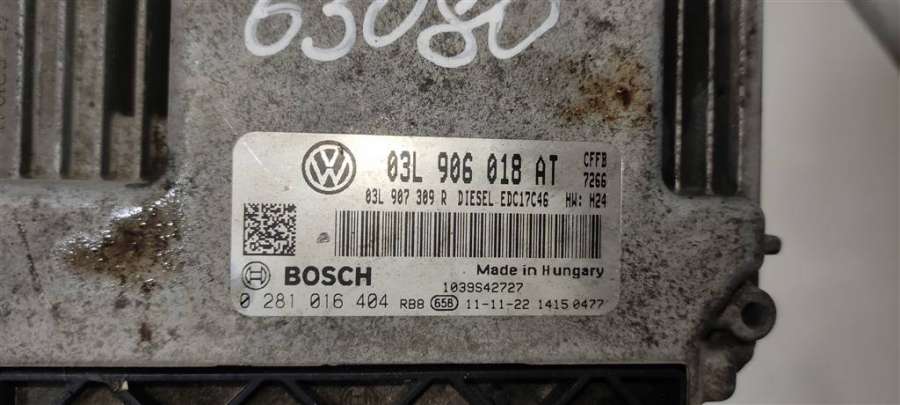 63080
03L 906 018 AT CFFB
7266
03L 907 309 R DIESEL EDC17C46 HW: H24
BOSCH Made in Hungary
1039S42727
0 281 016 404 RBB 658 11-11-22 1415 0477